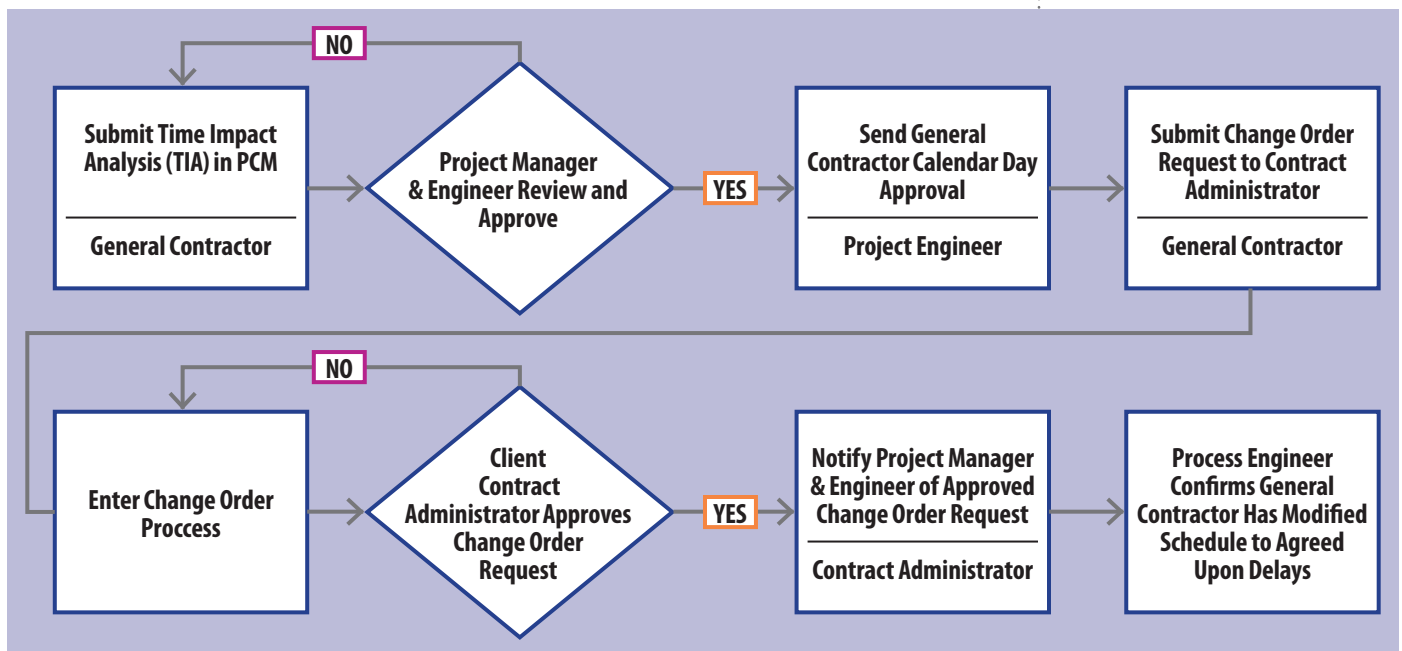 NO
Submit Time Impact
Analysis (TIA) in PCM
General Contractor
Project Manager
& Engineer Review and
Approve
YES
Send General
Contractor Calendar Day
Approval
Project Engineer
Submit Change Order
Request to Contract
Administrator
General Contractor
NO
Enter Change Order
Proccess
Client
Contract
Administrator Approves
Change Order
Request
YES
Notify Project Manager
& Engineer of Approved
Change Order Request
Contract Administrator
Process Engineer
Confirms General
Contractor Has Modified
Schedule to Agreed
Upon Delays